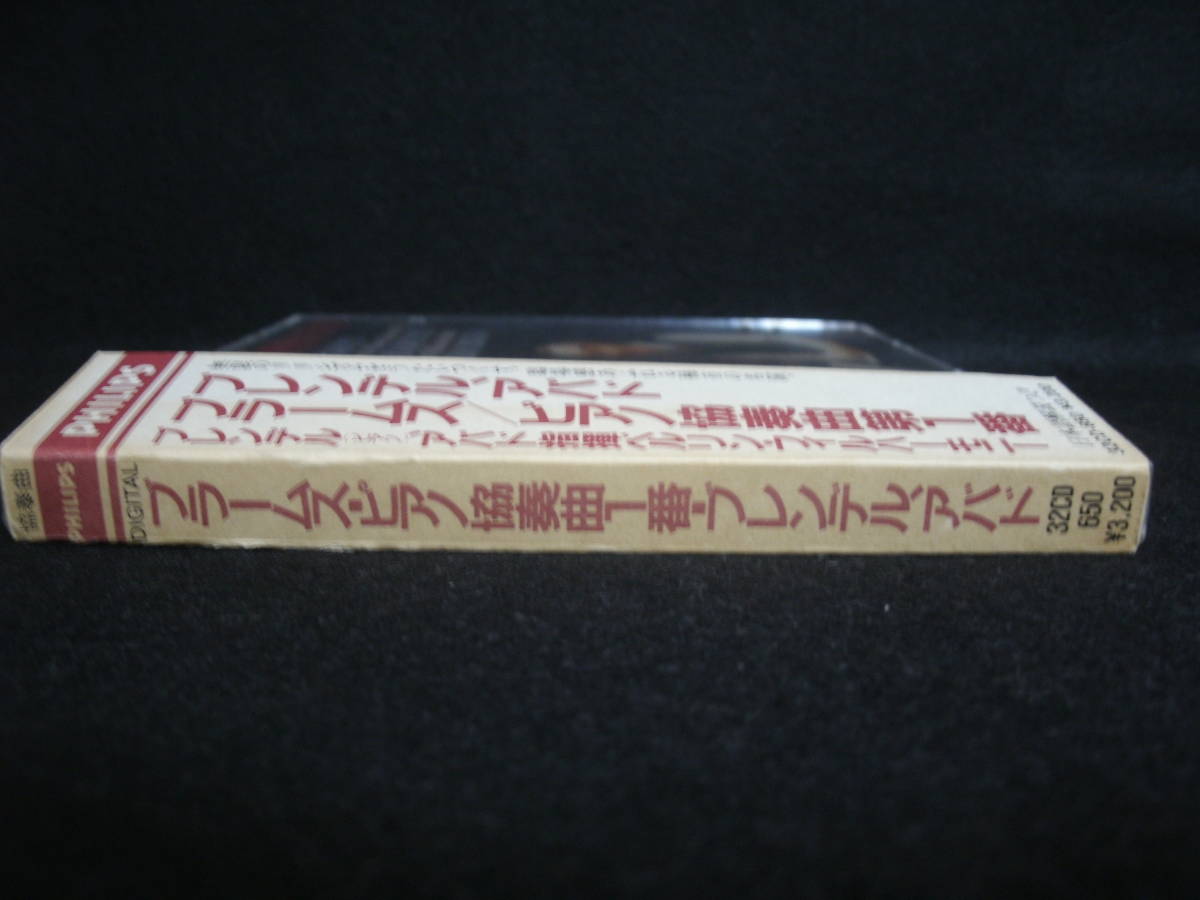 PHILIPS
ブレンデル、アバド
ブラームス／ピアノ協奏曲第1番
ブレンデル(ピアノ)、アバド指揮、ベルリン・フィルハーモニー
協奏曲
PHILIPS
DIGITAL
ブラームス・ピアノ協奏曲1番・ブレンデル、アバド
32CD
650
¥3,200